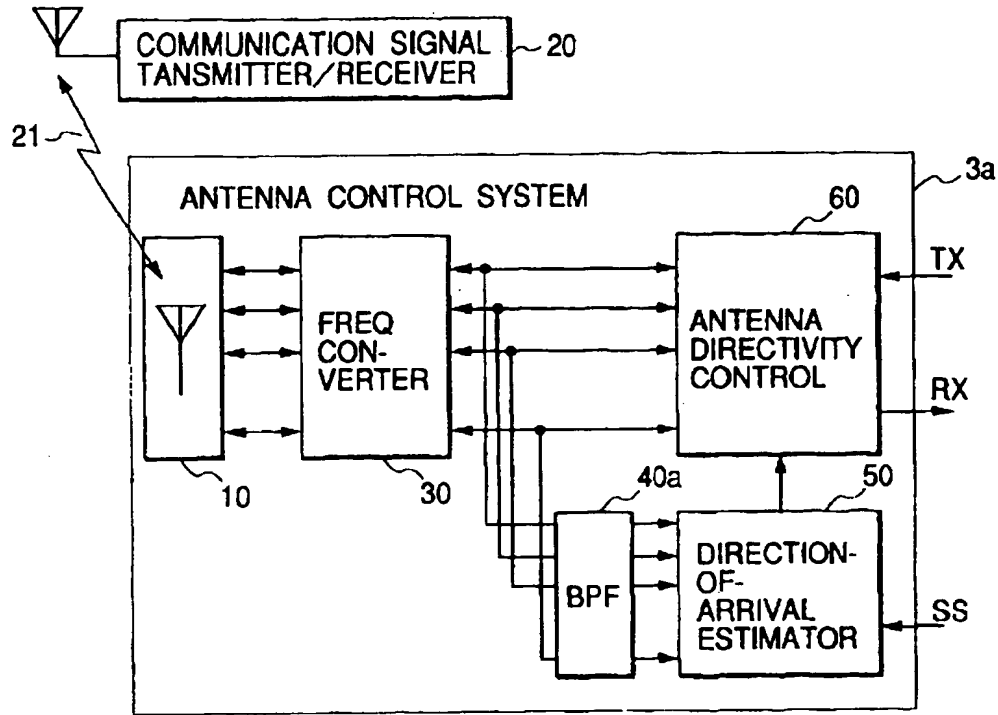 COMMUNICATION SIGNAL
TANSMITTER/RECEIVER
20
21
3a
ANTENNA CONTROL SYSTEM
60
TX
FREQ
CON-
VERTER
ANTENNA
DIRECTIVITY
CONTROL
RX
10
30
40a
50
BPF
DIRECTION-
OF-
ARRIVAL
ESTIMATOR
SS